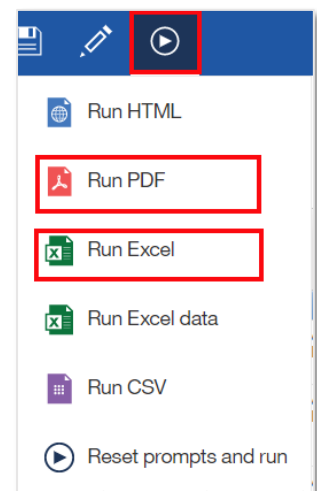 Run HTML
Run PDF
Run Excel
Run Excel data
Run CSV
Reset prompts and run